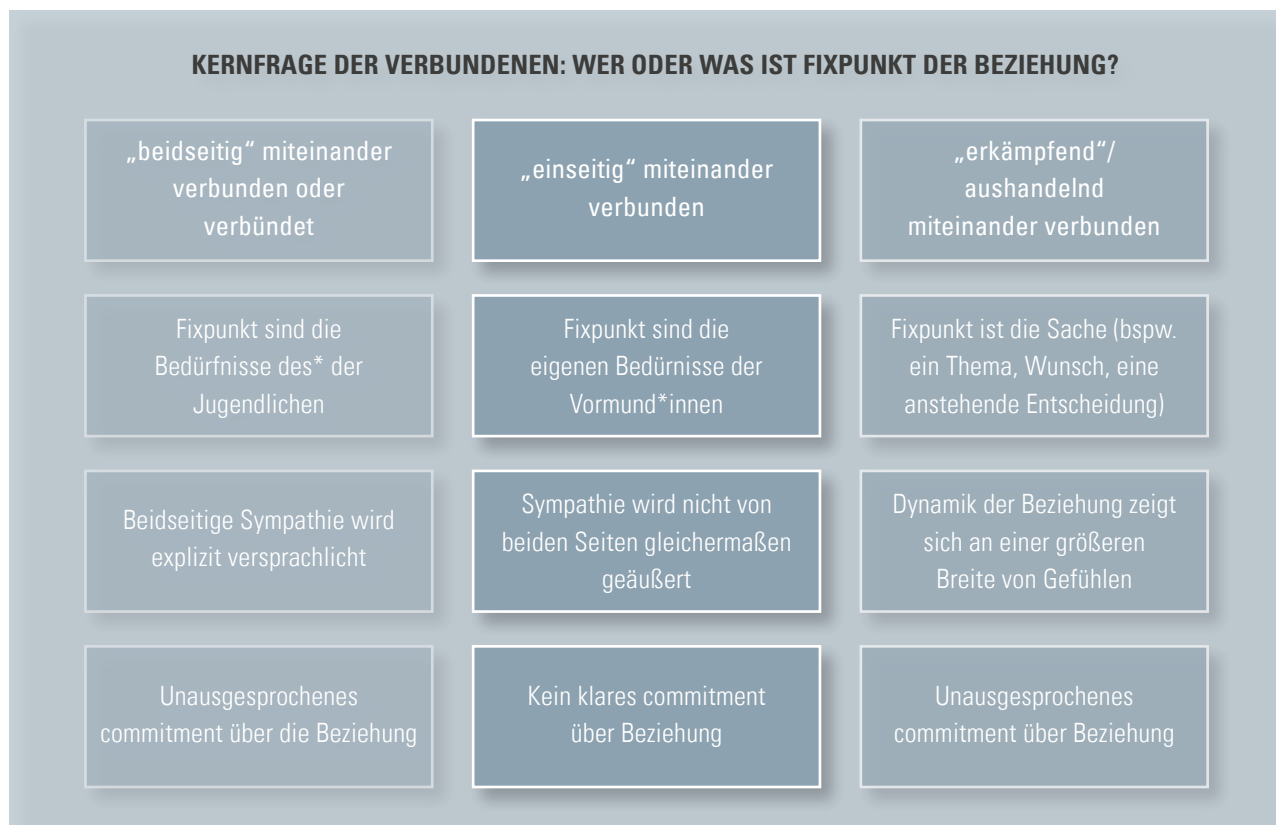 KERNFRAGE DER VERBUNDENEN: WER ODER WAS IST FIXPUNKT DER BEZIEHUNG?
„beidseitig“ miteinander
verbunden oder
verbündet
„einseitig“ miteinander
verbunden
„erkämpfend“/
aushandelnd
miteinander verbunden
Fixpunkt sind die
Bedürfnisse des* der
Jugendlichen
Fixpunkt sind die
eigenen Bedürnisse der
Vormund*innen
Fixpunkt ist die Sache (bspw.
ein Thema, Wunsch, eine
anstehende Entscheidung)
Beidseitige Sympathie wird
explizit versprachlicht
Sympathie wird nicht von
beiden Seiten gleichermaßen
geäußert
Dynamik der Beziehung zeigt
sich an einer größeren
Breite von Gefühlen
Unausgesprochenes
commitment über die Beziehung
Kein klares commitment
über Beziehung
Unausgesprochenes
commitment über Beziehung